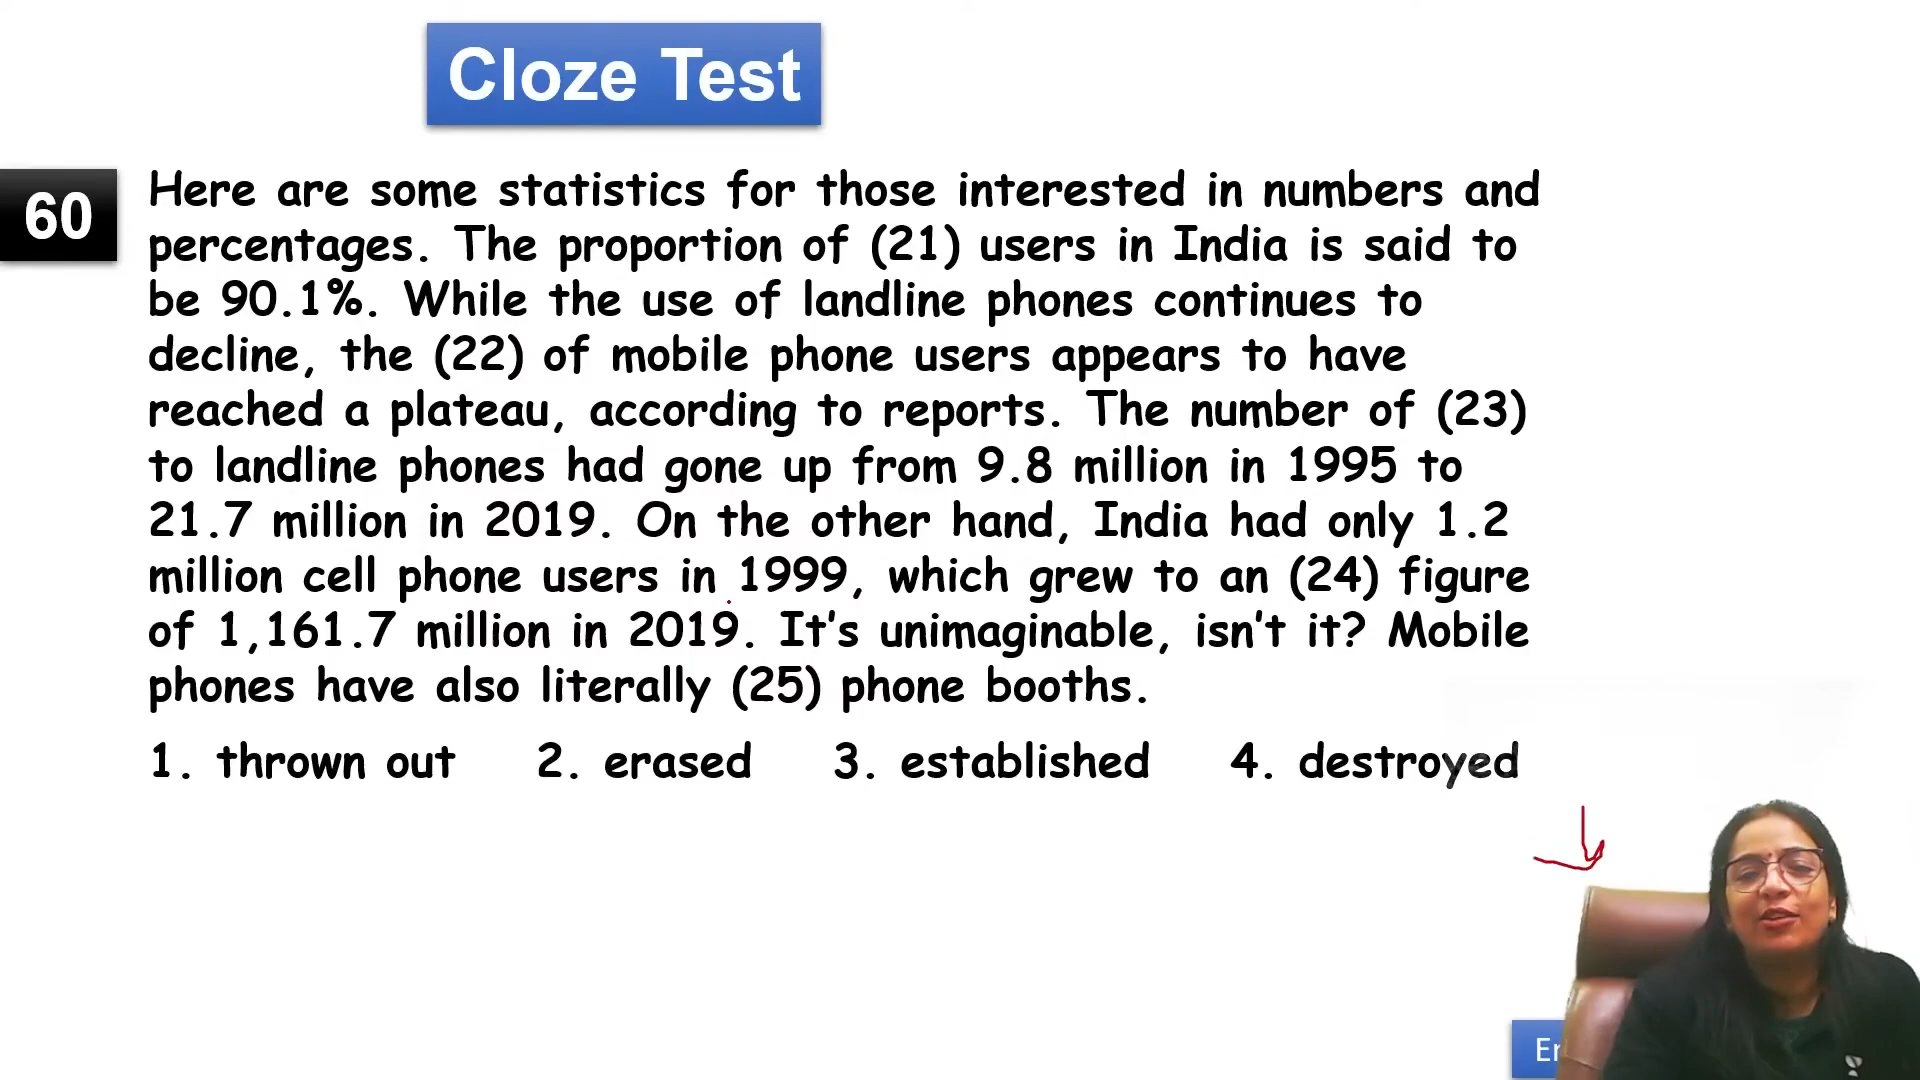 Cloze Test
60
Here are some statistics for those interested in numbers and
percentages. The proportion of (21) users in India is said to
be 90.1%. While the use of landline phones continues to
decline, the (22) of mobile phone users appears to have
reached a plateau, according to reports. The number of (23)
to landline phones had gone up from 9.8 million in 1995 to
21.7 million in 2019. On the other hand, India had only 1.2
million cell phone users in 1999, which grew to an (24) figure
of 1,161.7 million in 2019. It's unimaginable, isn't it? Mobile
phones have also literally (25) phone booths.
1. thrown out 2. erased 3. established 4. destroyed